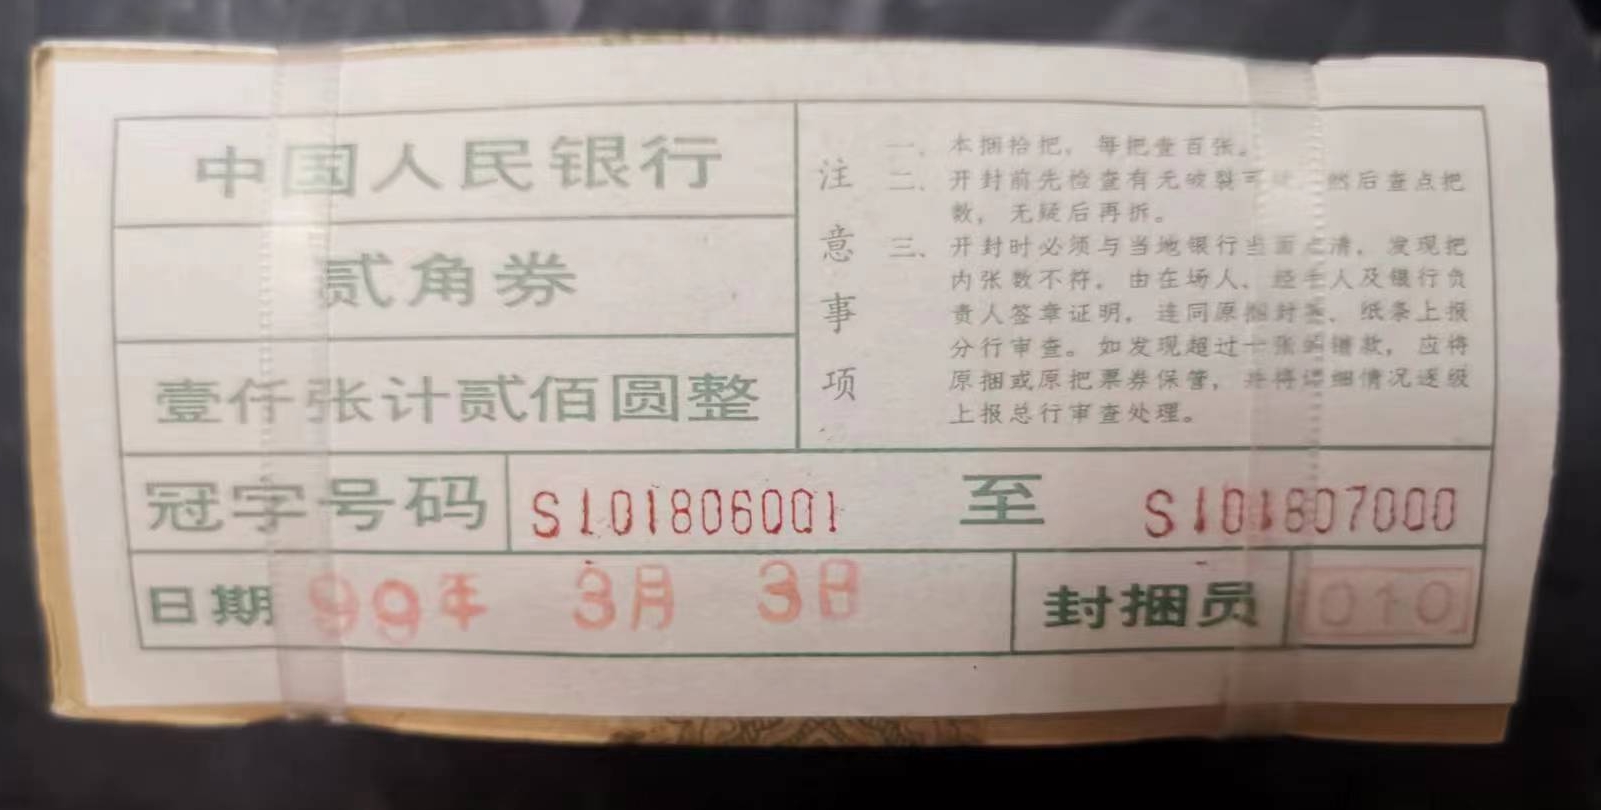 中国人民银行
贰角券
壹仟张计贰佰圆整
注意事项
一、本捆拾把，每把壹百张。
二、开封前先检查有无破裂可 然后查点把
数，无疑后再拆。
三、开封时必须与当地银行当面点清，发现把
内张数不符，由在场人、经手人及银行负
责人签章证明，连同原捆封签、纸条上报
分行审查。如发现超过一张 错款，应将
原捆或原把票券保管，并将详细情况逐级
上报总行审查处理。
冠字号码 S101806001 至 S101807000
日期 99年 3月 3日 封捆员 010